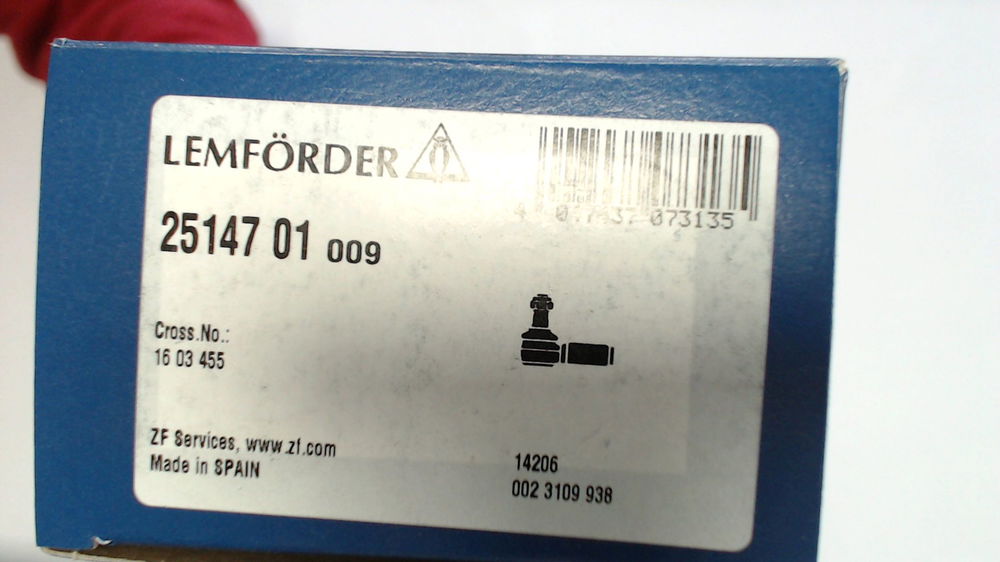 LEMFÖRDER
25147 01 009
073135
Cross.No.:
16 03 455
ZF Services, www.zf.com
Made in SPAIN
14206
002 3109 938